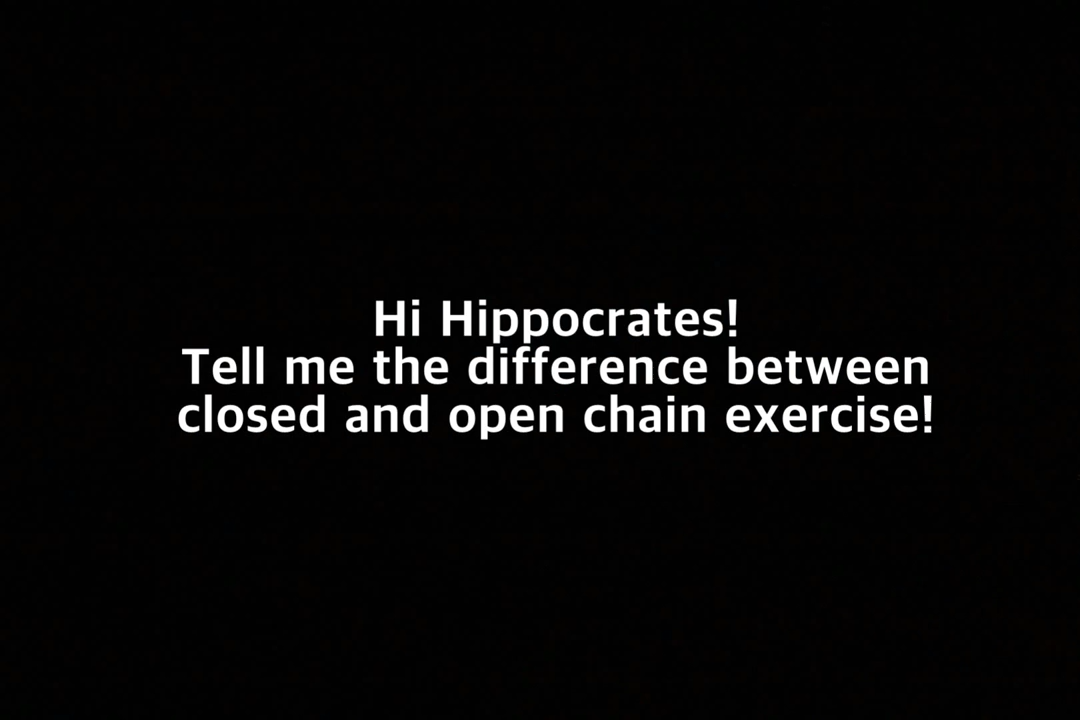 Hi Hippocrates!
Tell me the difference between
closed and open chain exercise!